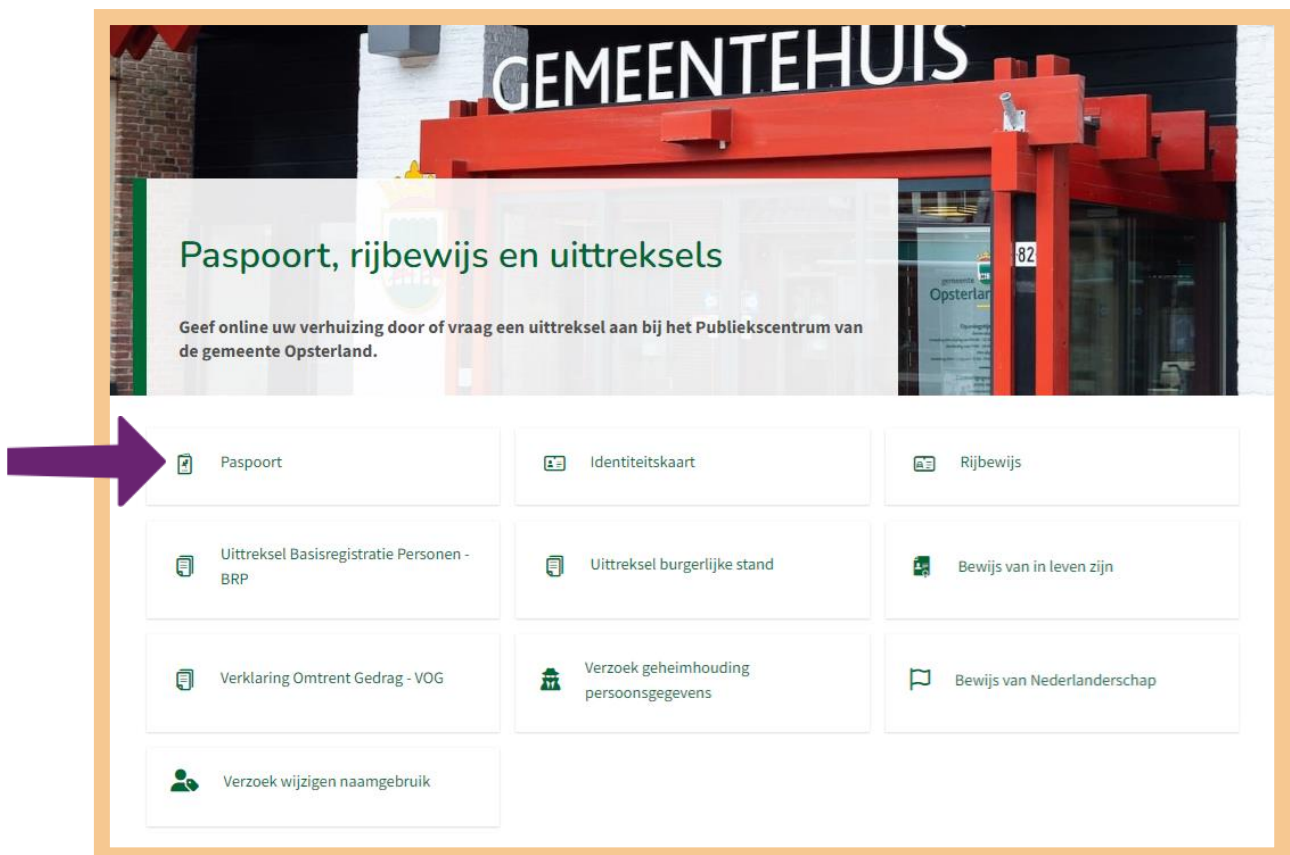 GEMEENTEHUIS
82
gemeente
Opsterlan
Paspoort, rijbewijs en uittreksels
Geef online uw verhuizing door of vraag een uittreksel aan bij het Publiekscentrum van
de gemeente Opsterland.
Paspoort
Identiteitskaart
Rijbewijs
Uittreksel Basisregistratie Personen -
BRP
Uittreksel burgerlijke stand
Bewijs van in leven zijn
Verklaring Omtrent Gedrag - VOG
Verzoek geheimhouding
persoonsgegevens
Bewijs van Nederlanderschap
Verzoek wijzigen naamgebruik